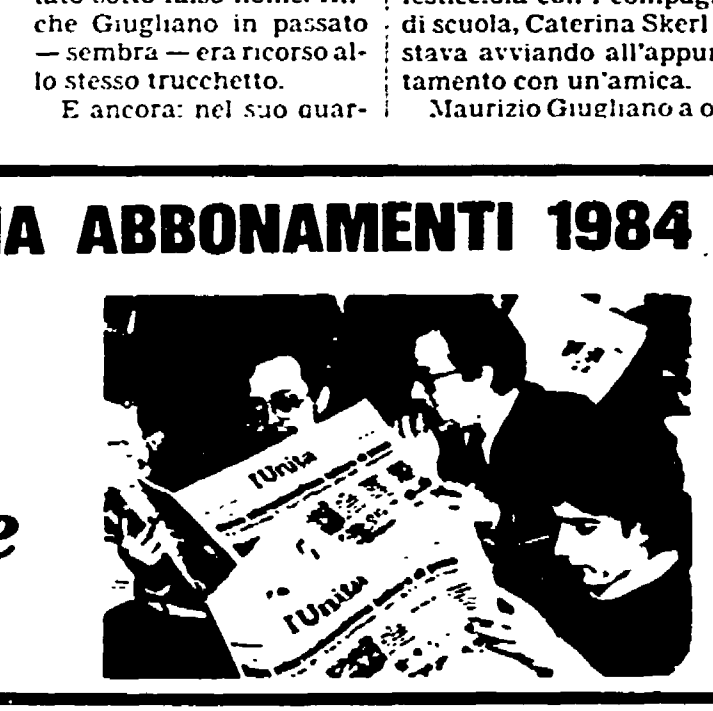 che Giugliano in passato
— sembra — era ricorso al-
lo stesso trucchetto.
E ancora: nel suo quar-
di scuola, Caterina Skerl
stava avviando all'appun
tamento con un'amica.
Maurizio Giugliano a o
A ABBONAMENTI 1984
e
l'Unità
l'Unità